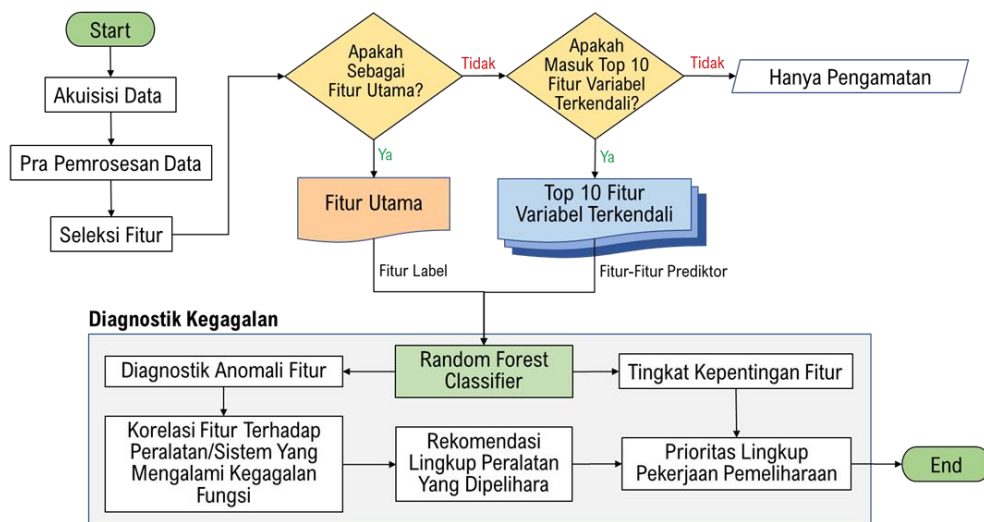 Start
Akuisisi Data
Pra Pemrosesan Data
Seleksi Fitur
Apakah
Sebagai
Fitur Utama?
Tidak
Apakah
Masuk Top 10
Fitur Variabel
Terkendali?
Tidak
Hanya Pengamatan
Ya
Ya
Fitur Utama
Top 10 Fitur
Variabel Terkendali
Fitur Label
Fitur-Fitur Prediktor
Diagnostik Kegagalan
Diagnostik Anomali Fitur
Random Forest
Classifier
Tingkat Kepentingan Fitur
Korelasi Fitur Terhadap
Peralatan/Sistem Yang
Mengalami Kegagalan
Fungsi
Rekomendasi
Lingkup Peralatan
Yang Dipelihara
Prioritas Lingkup
Pekerjaan Pemeliharaan
End